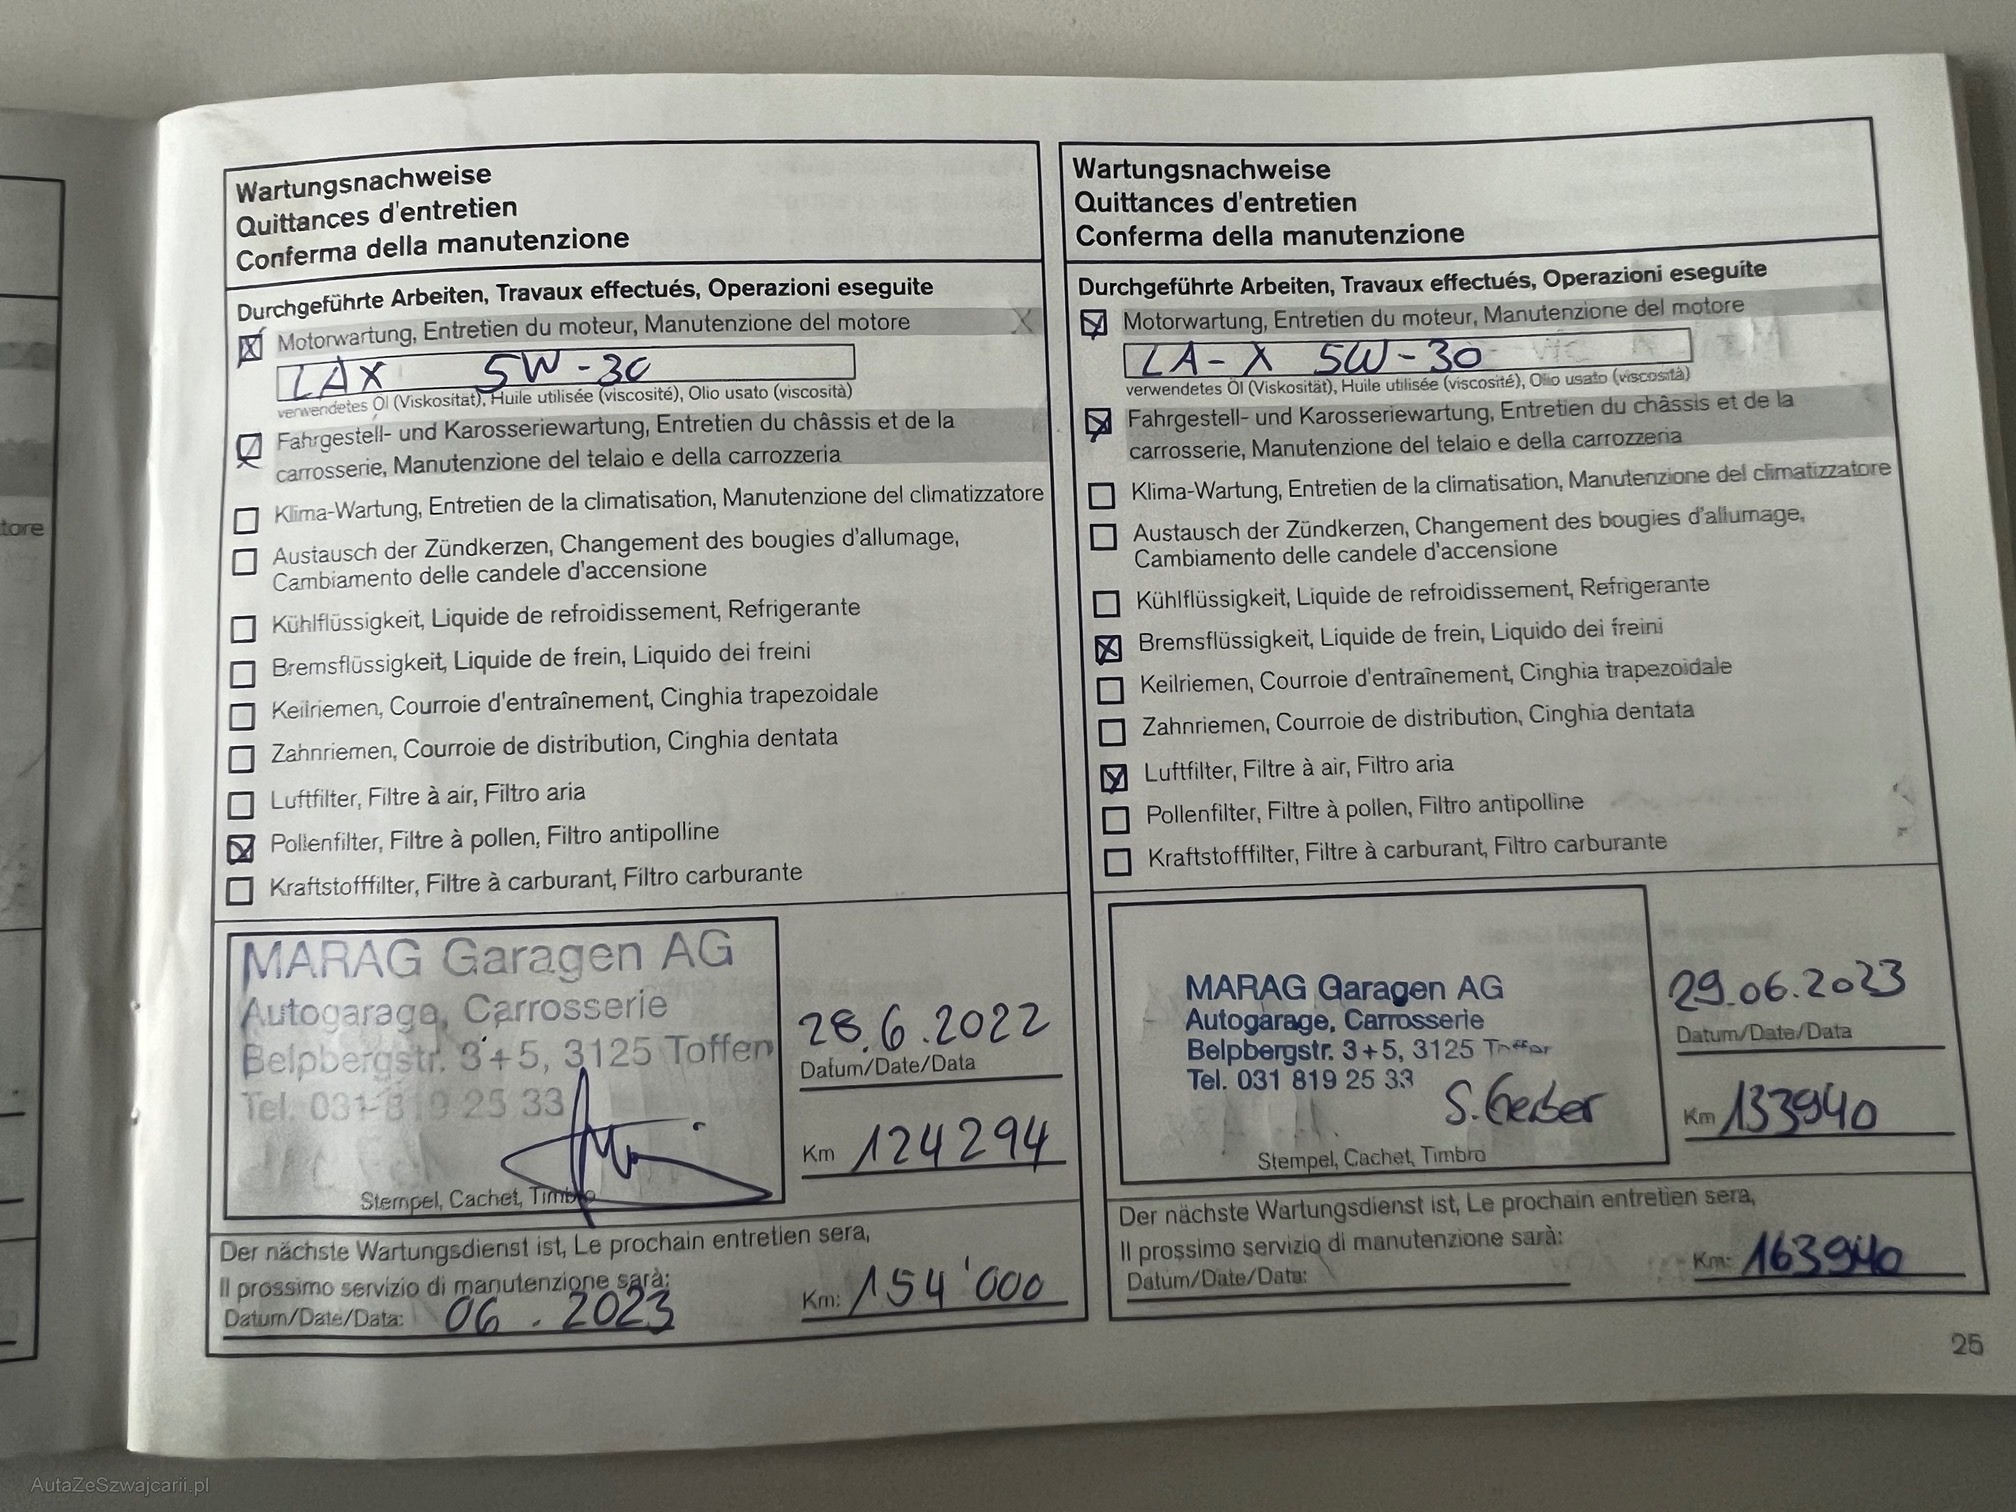 tore
Wartungsnachweise
Quittances d'entretien
Conferma della manutenzione
Durchgeführte Arbeiten, Travaux effectués, Operazioni eseguite
Motorwartung, Entretien du moteur, Manutenzione del motore
LAX 5W-30
verwendetes Öl (Viskosität), Huile utilisée (viscosité), Olio usato (viscosità)
Fahrgestell- und Karosseriewartung, Entretien du châssis et de la
carrosserie, Manutenzione del telaio e della carrozzeria
Klima-Wartung, Entretien de la climatisation, Manutenzione del climatizzatore
Austausch der Zündkerzen, Changement des bougies d'allumage,
Cambiamento delle candele d'accensione
Kühlflüssigkeit, Liquide de refroidissement, Refrigerante
Bremsflüssigkeit, Liquide de frein, Liquido dei freini
Keilriemen, Courroie d'entraînement, Cinghia trapezoidale
Zahnriemen, Courroie de distribution, Cinghia dentata
Luftfilter, Filtre à air, Filtro aria
Pollenfilter, Filtre à pollen, Filtro antipolline
Kraftstofffilter, Filtre à carburant, Filtro carburante
MARAG Garagen AG
Autogarage, Carrosserie
Belpbergstr. 3+5, 3125 Toffen
Tel. 031 819 25 33
Stempel, Cachet, Timbro
28.6.2022
Datum/Date/Data
Km 124294
Der nächste Wartungsdienst ist, Le prochain entretien sera,
Il prossimo servizio di manutenzione sarà:
Datum/Date/Data: 06.2023
Km: 154'000
Wartungsnachweise
Quittances d'entretien
Conferma della manutenzione
Durchgeführte Arbeiten, Travaux effectués, Operazioni eseguite
Motorwartung, Entretien du moteur, Manutenzione del motore
LA-X 5W-30
verwendetes Öl (Viskosität), Huile utilisée (viscosité), Olio usato (viscosità)
Fahrgestell- und Karosseriewartung, Entretien du châssis et de la
carrosserie, Manutenzione del telaio e della carrozzeria
Klima-Wartung, Entretien de la climatisation, Manutenzione del climatizzatore
Austausch der Zündkerzen, Changement des bougies d'allumage,
Cambiamento delle candele d'accensione
Kühlflüssigkeit, Liquide de refroidissement, Refrigerante
Bremsflüssigkeit, Liquide de frein, Liquido dei freini
Keilriemen, Courroie d'entraînement, Cinghia trapezoidale
Zahnriemen, Courroie de distribution, Cinghia dentata
Luftfilter, Filtre à air, Filtro aria
Pollenfilter, Filtre à pollen, Filtro antipolline
Kraftstofffilter, Filtre à carburant, Filtro carburante
MARAG Garagen AG
Autogarage, Carrosserie
Belpbergstr. 3+5, 3125 Toffen
Tel. 031 819 25 33
S. Gerber
Stempel, Cachet, Timbro
29.06.2023
Datum/Date/Data
Km 133940
Der nächste Wartungsdienst ist, Le prochain entretien sera,
Il prossimo servizio di manutenzione sarà:
Datum/Date/Data:
Km: 163940
25
AutaZeSzwajcarii.pl